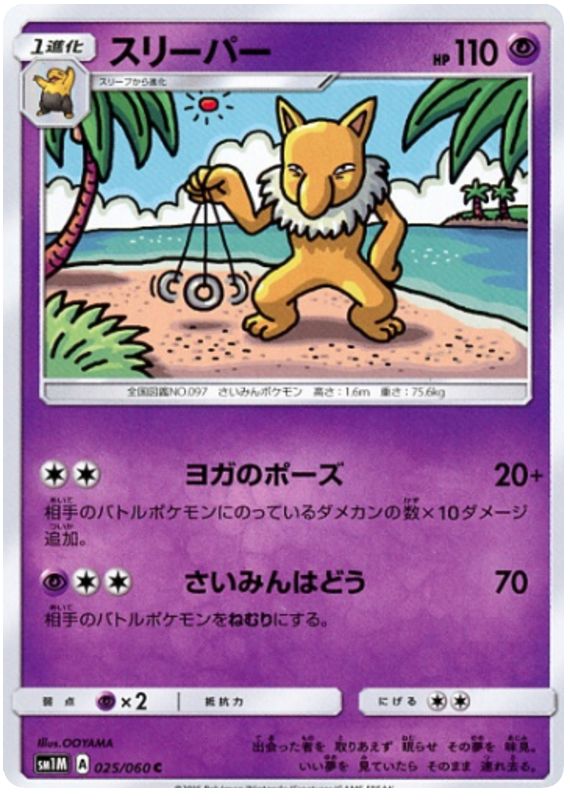 1進化
スリーパー
HP 110
スリープから進化
全国図鑑NO.097 さいみんポケモン 高さ:1.6m 重さ:75.6kg
ヨガのポーズ 20+
相手のバトルポケモンにのっているダメカンの数×10ダメージ
追加。
さいみんはどう 70
相手のバトルポケモンをねむりにする。
弱点 ×2 抵抗力 にげる
Illus.OOYAMA
SM1M A 025/060 C
出会った者を とりあえず 眠らせ その夢を 味見。
いい夢を 見ていたら そのまま 連れ去る。